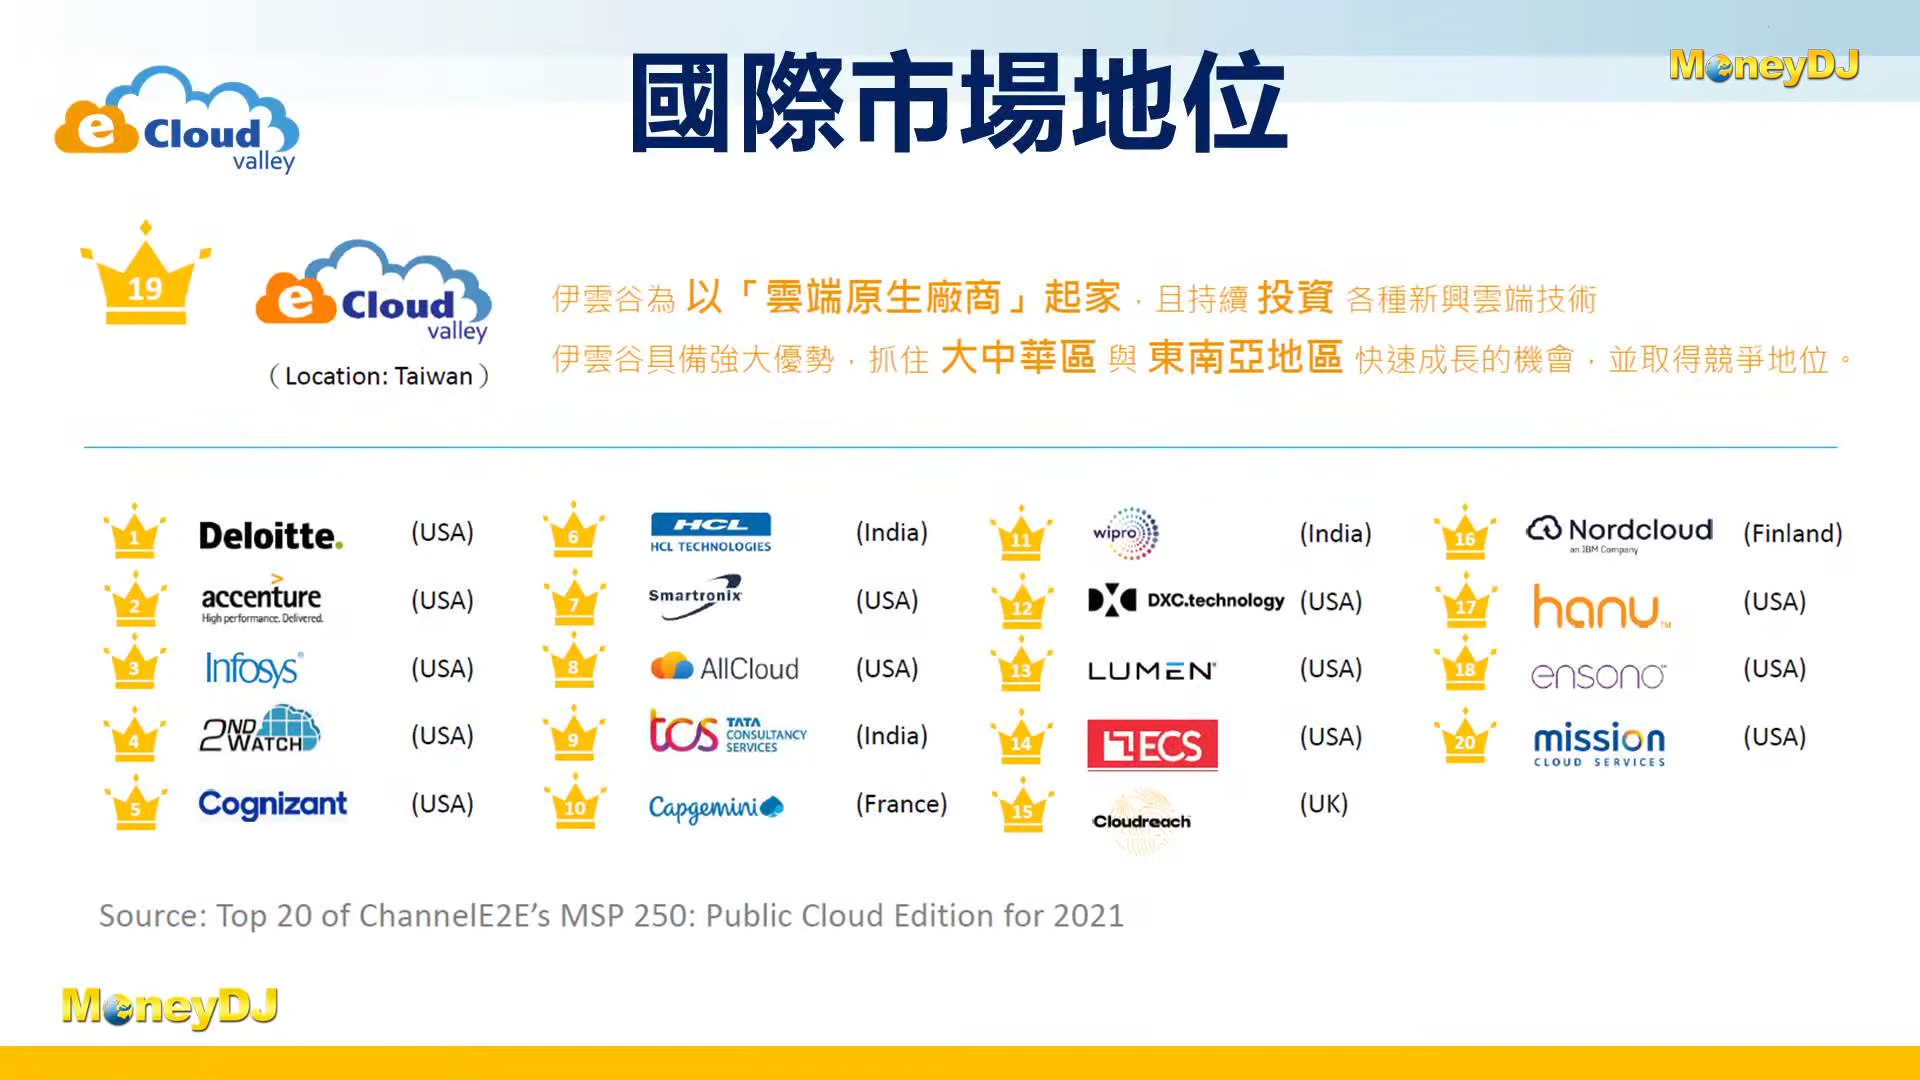 國際市場地位
MoneyDJ
e Cloud
valley
19
e Cloud
valley
（Location: Taiwan）
伊雲谷為 以「雲端原生廠商」起家，且持續 投資 各種新興雲端技術
伊雲谷具備強大優勢，抓住 大中華區 與 東南亞地區 快速成長的機會，並取得競爭地位。
1 Deloitte. (USA)
2 accenture (USA)
High performance. Delivered.
3 Infosys® (USA)
4 2ND WATCH (USA)
5 Cognizant (USA)
6 HCL (India)
HCL TECHNOLOGIES
7 Smartronix (USA)
8 AllCloud (USA)
9 tcs TATA CONSULTANCY SERVICES (India)
10 Capgemini (France)
11 wipro (India)
12 DXC.technology (USA)
13 LUMEN® (USA)
14 ECS (USA)
15 Cloudreach (UK)
16 Nordcloud (Finland)
an IBM Company
17 hanu™ (USA)
18 ensono™ (USA)
20 mission (USA)
CLOUD SERVICES
Source: Top 20 of ChannelE2E’s MSP 250: Public Cloud Edition for 2021
MoneyDJ